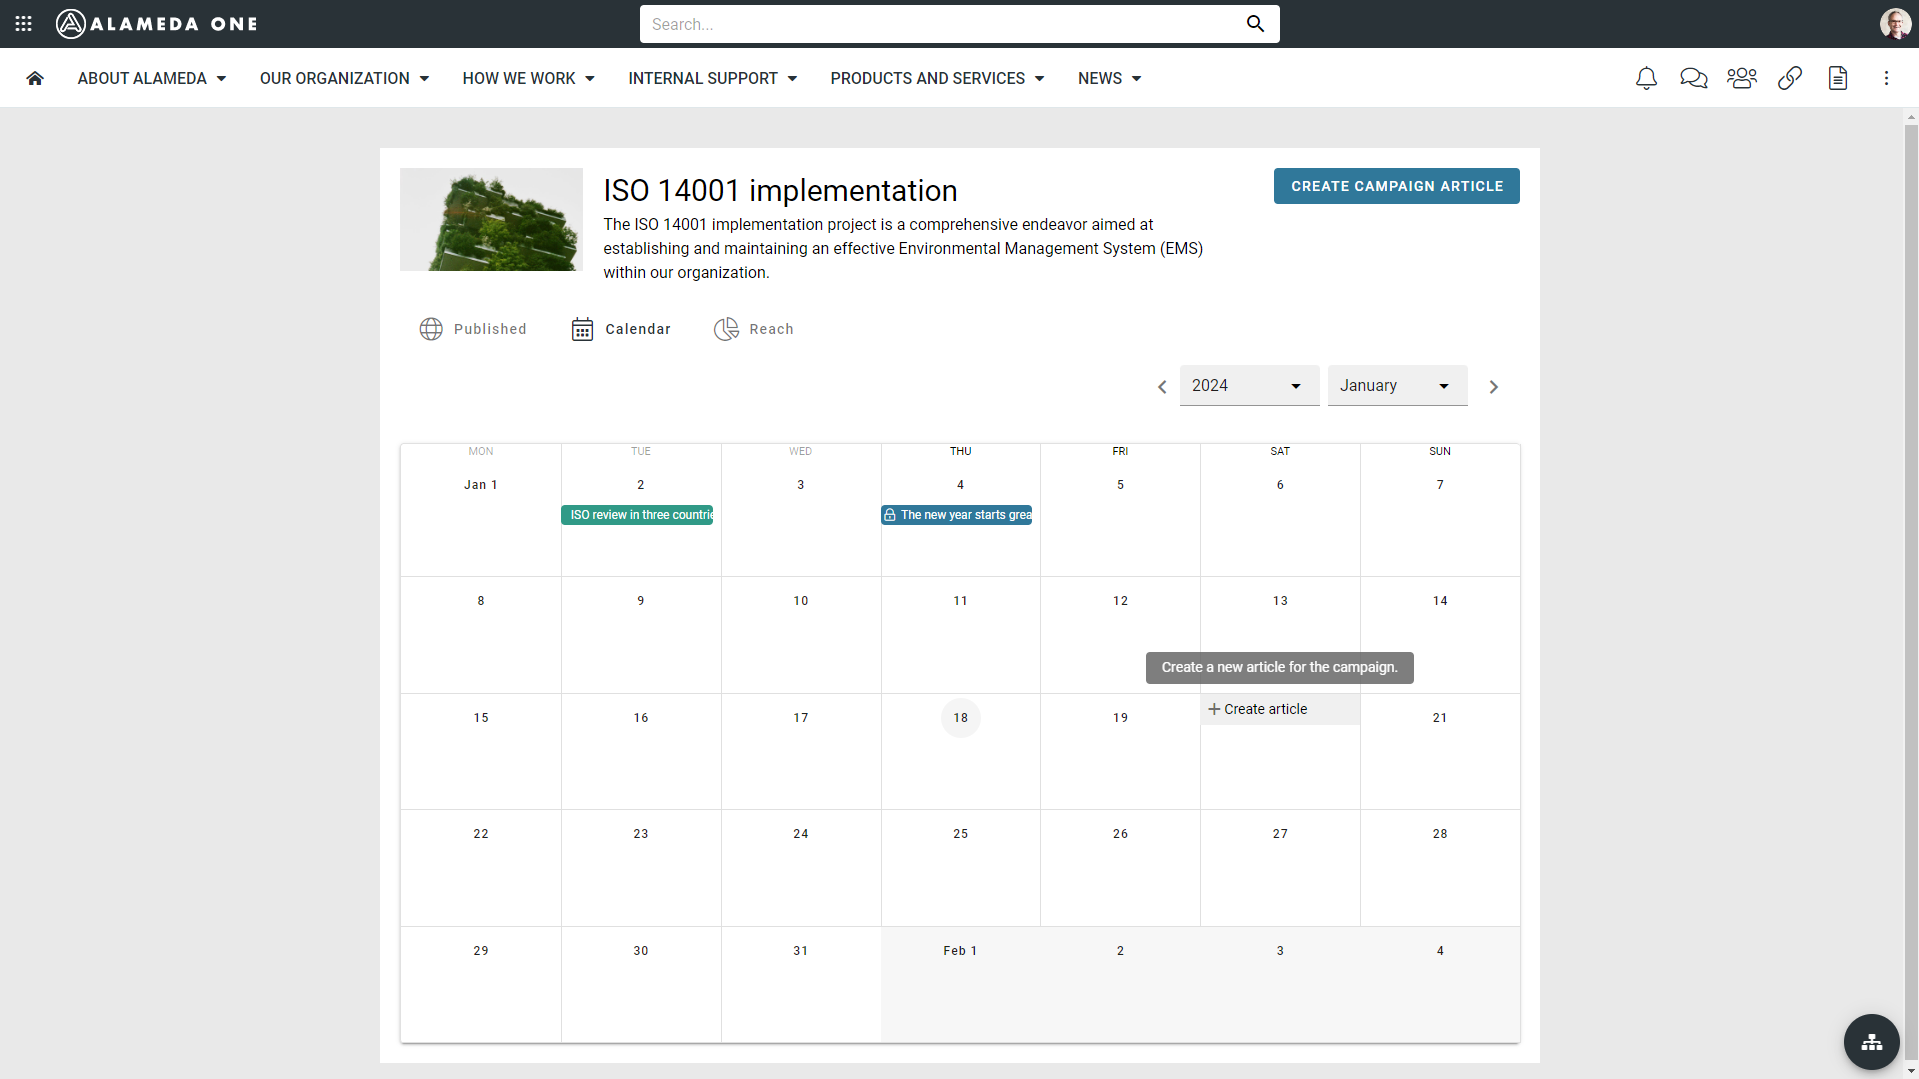 ALAMEDA ONE
Search...
ABOUT ALAMEDA
OUR ORGANIZATION
HOW WE WORK
INTERNAL SUPPORT
PRODUCTS AND SERVICES
NEWS
ISO 14001 implementation
CREATE CAMPAIGN ARTICLE
The ISO 14001 implementation project is a comprehensive endeavor aimed at
establishing and maintaining an effective Environmental Management System (EMS)
within our organization.
Published
Calendar
Reach
2024
January
MON TUE WED THU FRI SAT SUN
Jan 1 2 3 4 5 6 7
ISO review in three countrie
The new year starts grea
8 9 10 11 12 13 14
Create a new article for the campaign.
15 16 17 18 19 + Create article 21
22 23 24 25 26 27 28
29 30 31 Feb 1 2 3 4